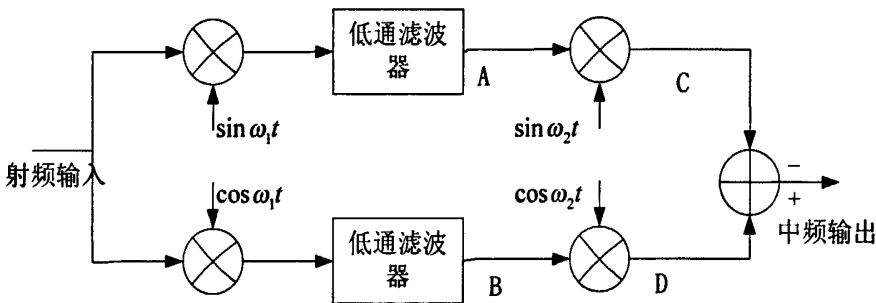 低通滤波
器
A
C
sin ω₁t
sin ω₂t
射频输入
−
+
cos ω₁t
cos ω₂t
中频输出
低通滤波
器
B
D